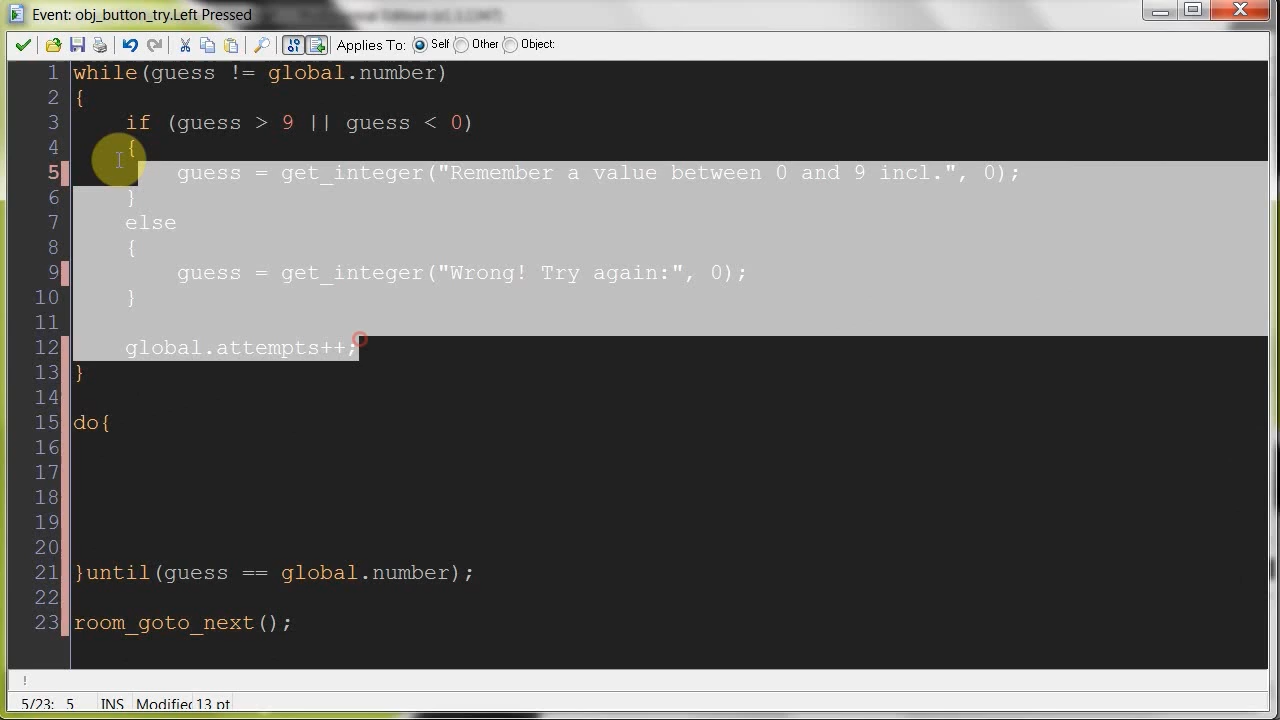 Event: obj_button_try.Left Pressed
Applies To: Self Other Object:
1 while(guess != global.number)
2 {
3 if (guess > 9 || guess < 0)
4 {
5 guess = get_integer("Remember a value between 0 and 9 incl.", 0);
6 }
7 else
8 {
9 guess = get_integer("Wrong! Try again:", 0);
10 }
11
12 global.attempts++;
13 }
14
15 do{
16
17
18
19
20
21 }until(guess == global.number);
22
23 room_goto_next();
!
5/23: 5 INS Modified 13 pt